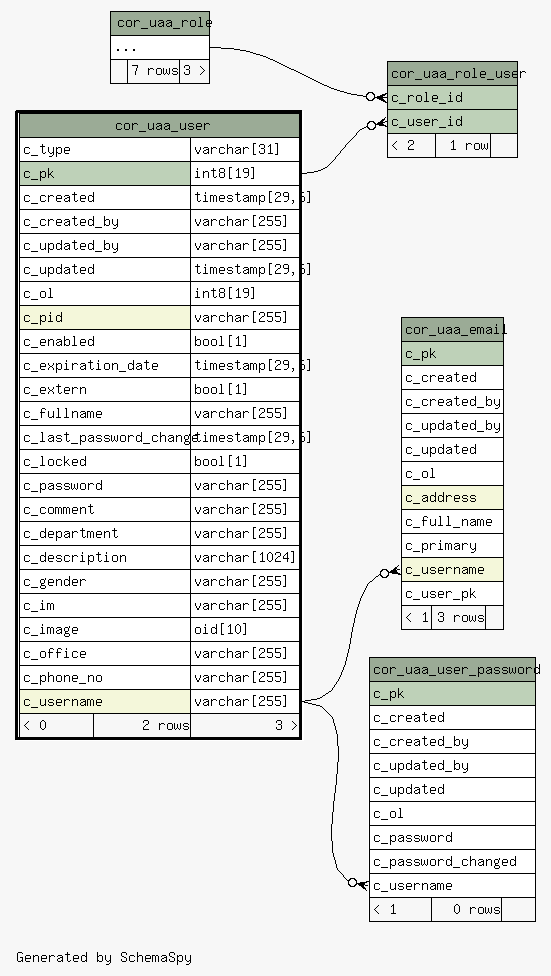 cor_uaa_role
...
7 rows 3 >
cor_uaa_role_user
c_role_id
c_user_id
< 2 1 row
cor_uaa_user
c_type varchar[31]
c_pk int8[19]
c_created timestamp[29,6]
c_created_by varchar[255]
c_updated_by varchar[255]
c_updated timestamp[29,6]
c_ol int8[19]
c_pid varchar[255]
c_enabled bool[1]
c_expiration_date timestamp[29,6]
c_extern bool[1]
c_fullname varchar[255]
c_last_password_change timestamp[29,6]
c_locked bool[1]
c_password varchar[255]
c_comment varchar[255]
c_department varchar[255]
c_description varchar[1024]
c_gender varchar[255]
c_im varchar[255]
c_image oid[10]
c_office varchar[255]
c_phone_no varchar[255]
c_username varchar[255]
< 0 2 rows 3 >
cor_uaa_email
c_pk
c_created
c_created_by
c_updated_by
c_updated
c_ol
c_address
c_full_name
c_primary
c_username
c_user_pk
< 1 3 rows
cor_uaa_user_password
c_pk
c_created
c_created_by
c_updated_by
c_updated
c_ol
c_password
c_password_changed
c_username
< 1 0 rows
Generated by SchemaSpy